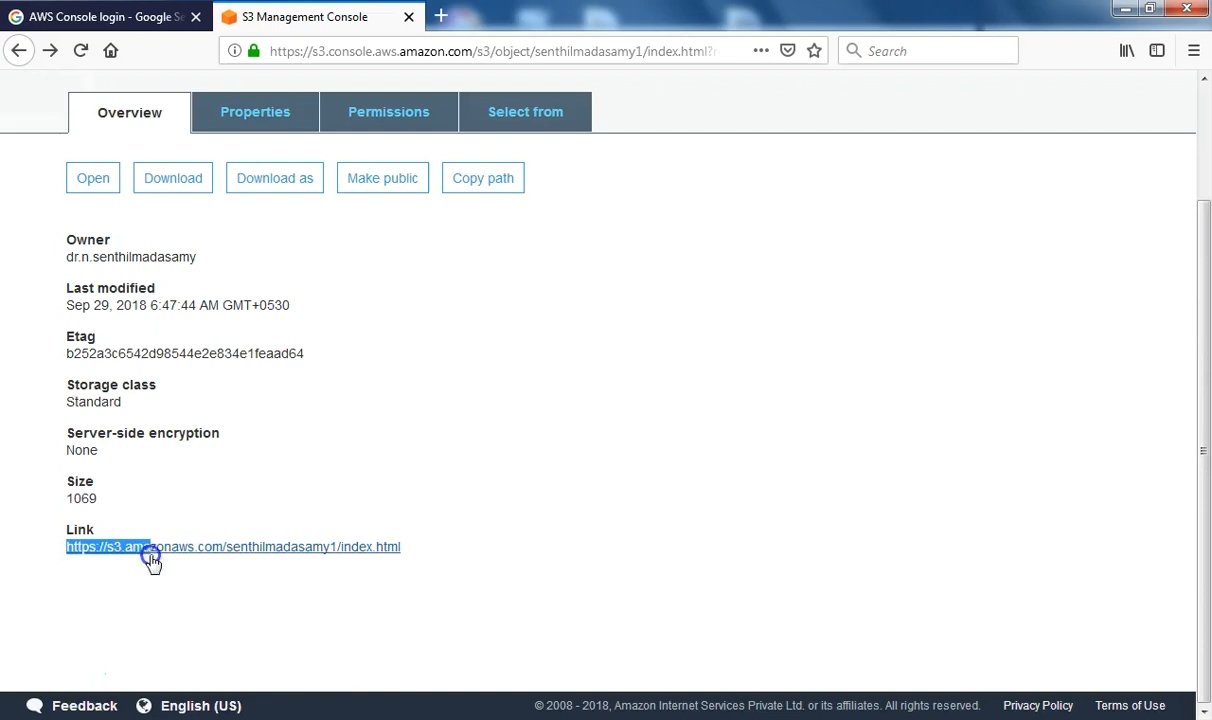 AWS Console login - Google Se
S3 Management Console
https://s3.console.aws.amazon.com/s3/object/senthilmadasamy1/index.html?r
Search
Overview
Properties
Permissions
Select from
Open
Download
Download as
Make public
Copy path
Owner
dr.n.senthilmadasamy
Last modified
Sep 29, 2018 6:47:44 AM GMT+0530
Etag
b252a3c6542d98544e2e834e1feaad64
Storage class
Standard
Server-side encryption
None
Size
1069
Link
https://s3.amazonaws.com/senthilmadasamy1/index.html
Feedback
English (US)
© 2008 - 2018, Amazon Internet Services Private Ltd. or its affiliates. All rights reserved.
Privacy Policy
Terms of Use